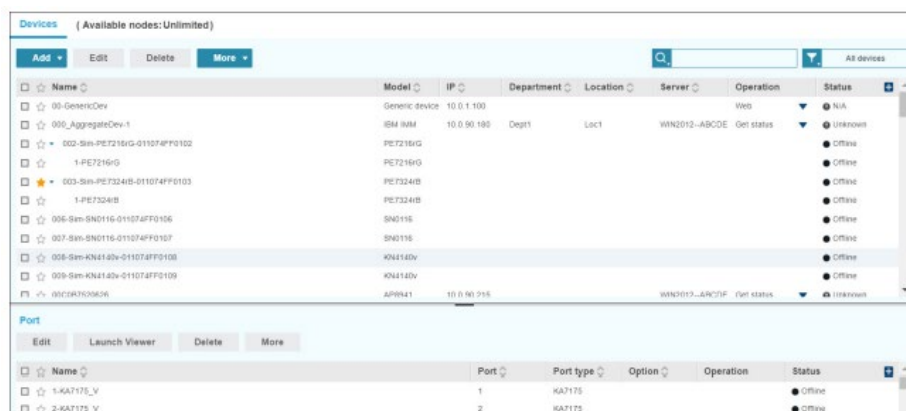 Devices (Available nodes:Unlimited)
Add Edit Delete More All devices
Name Model IP Department Location Server Operation Status
00-GenericDev Generic device 10.0.1.100 Web N/A
000_AggregateDev-1 IBM IMM 10.0.90.180 Dept1 Loc1 WIN2012--ABCDE Get status Unknown
002-Sim-PE7216rG-011074FF0102 PE7216rG Offline
1-PE7216rG PE7216rG Offline
003-Sim-PE7324rB-011074FF0103 PE7324rB Offline
1-PE7324rB PE7324rB Offline
006-Sim-SN0116-011074FF0106 SN0116 Offline
007-Sim-SN0116-011074FF0107 SN0116 Offline
008-Sim-KN4140v-011074FF0108 KN4140v Offline
009-Sim-KN4140v-011074FF0109 KN4140v Offline
00C0B7520826 AP8941 10.0.90.215 WIN2012--ABCDE Get status Unknown
Port
Edit Launch Viewer Delete More
Name Port Port type Option Operation Status
1-KA7175_V 1 KA7175 Offline
2-KA7175_V 2 KA7175 Offline